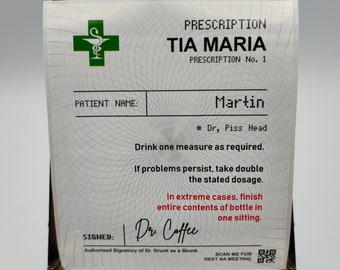 PRESCRIPTION
TIA MARIA
PRESCRIPTION No. 1
PATIENT NAME: Martin
Dr, Piss Head
Drink one measure as required.
If problems persist, take double
the stated dosage.
In extreme cases, finish
entire contents of bottle in
one sitting.
SIGNED: Dr. Coffee
Authorised Signatory of Dr. Drunk as a Skunk
SCAN ME FOR
NEXT AA MEETING